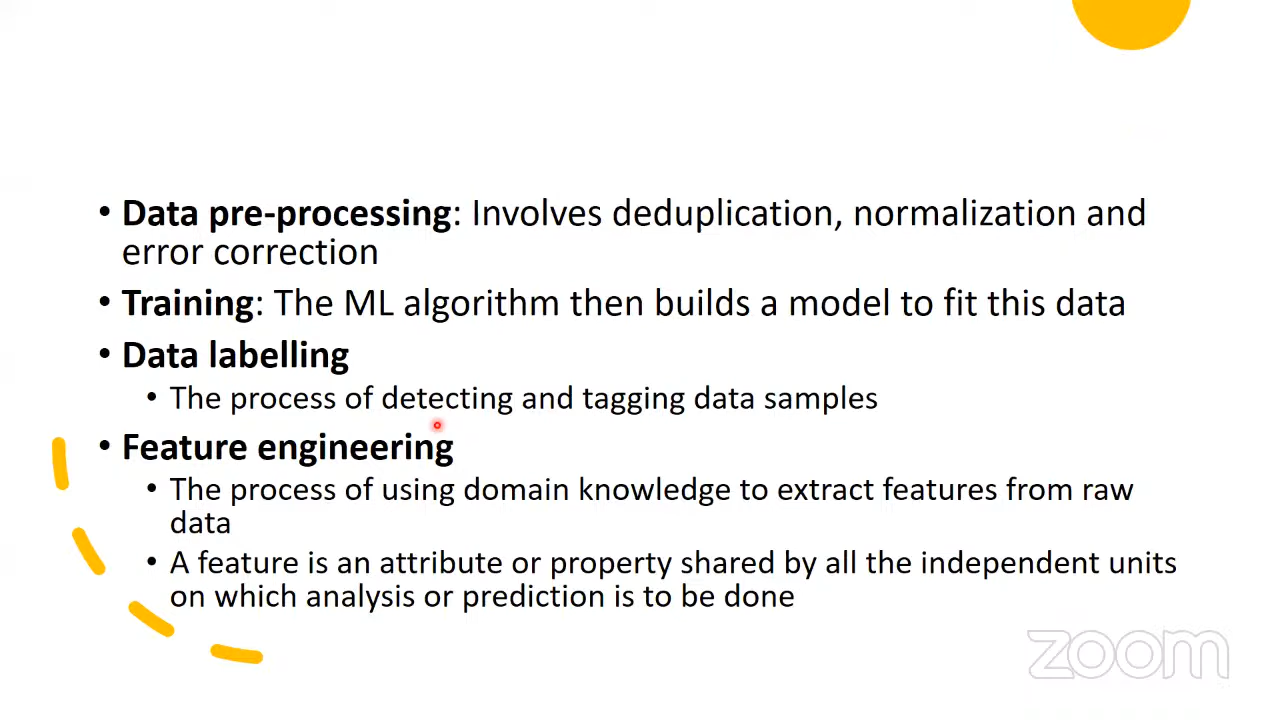 • Data pre-processing: Involves deduplication, normalization and
error correction
• Training: The ML algorithm then builds a model to fit this data
• Data labelling
• The process of detecting and tagging data samples
• Feature engineering
• The process of using domain knowledge to extract features from raw
data
• A feature is an attribute or property shared by all the independent units
on which analysis or prediction is to be done
zoom